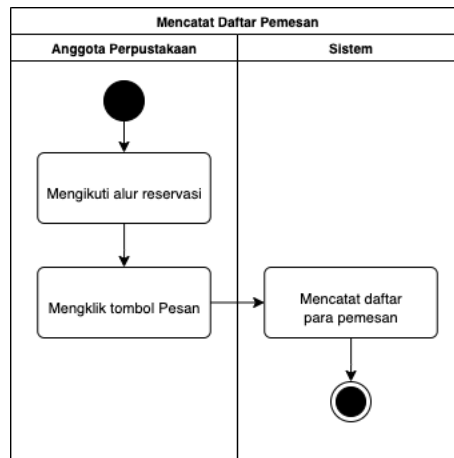 Mencatat Daftar Pemesan
Anggota Perpustakaan
Sistem
Mengikuti alur reservasi
Mengklik tombol Pesan
Mencatat daftar
para pemesan